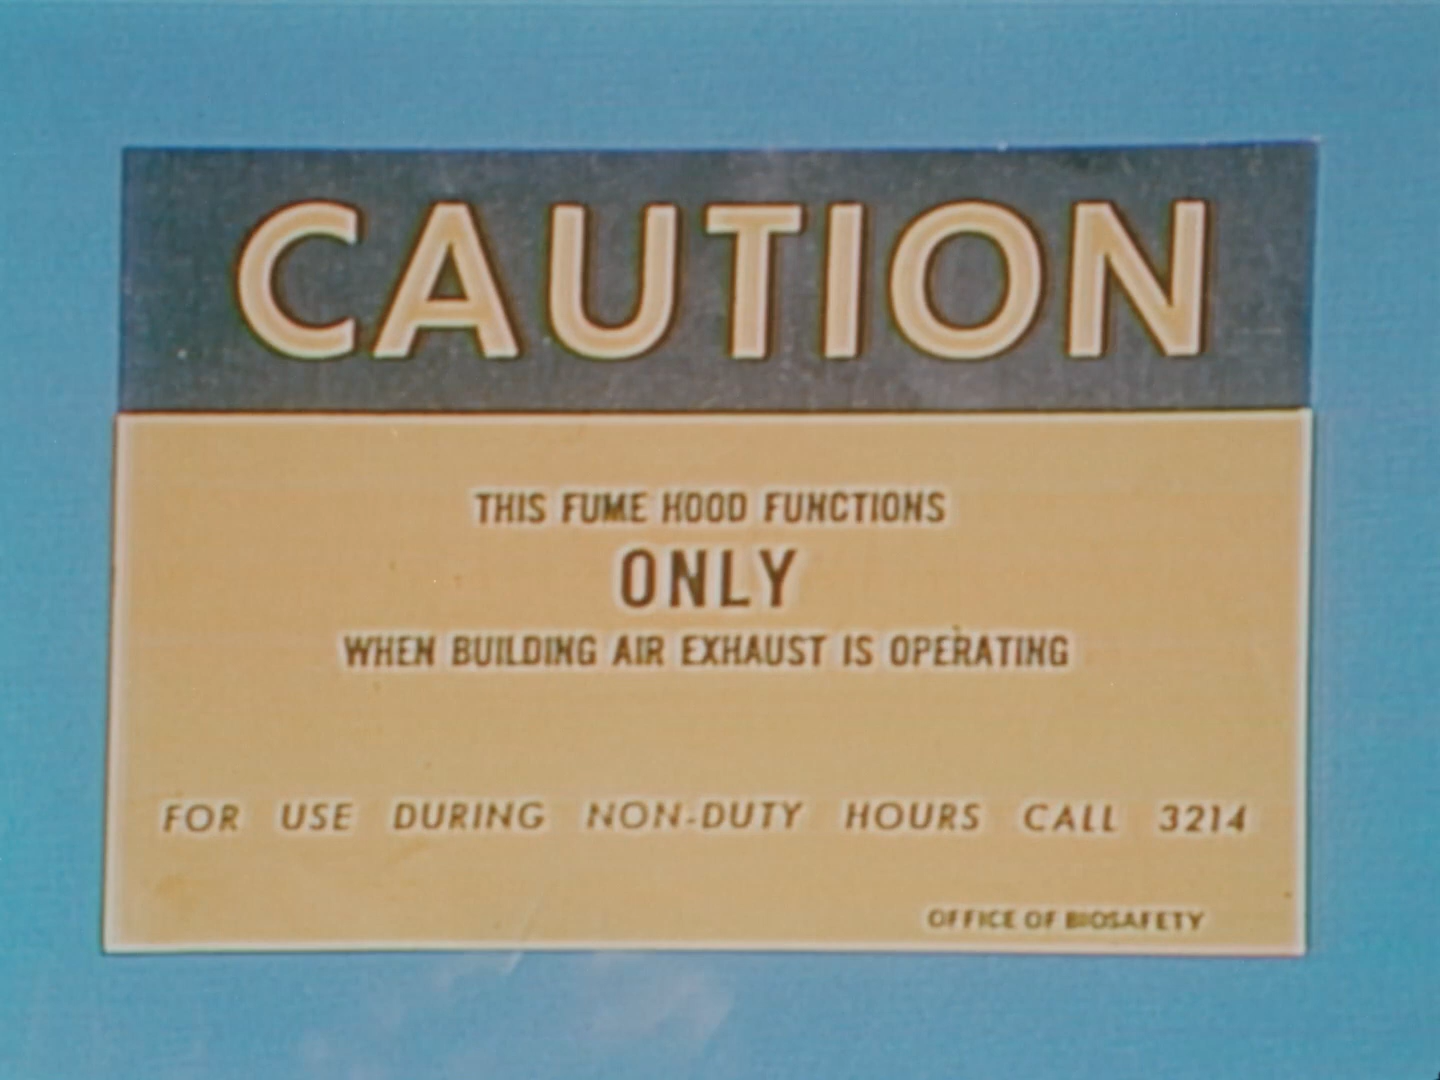 CAUTION
THIS FUME HOOD FUNCTIONS
ONLY
WHEN BUILDING AIR EXHAUST IS OPERATING
FOR USE DURING NON-DUTY HOURS CALL 3214
OFFICE OF BIOSAFETY